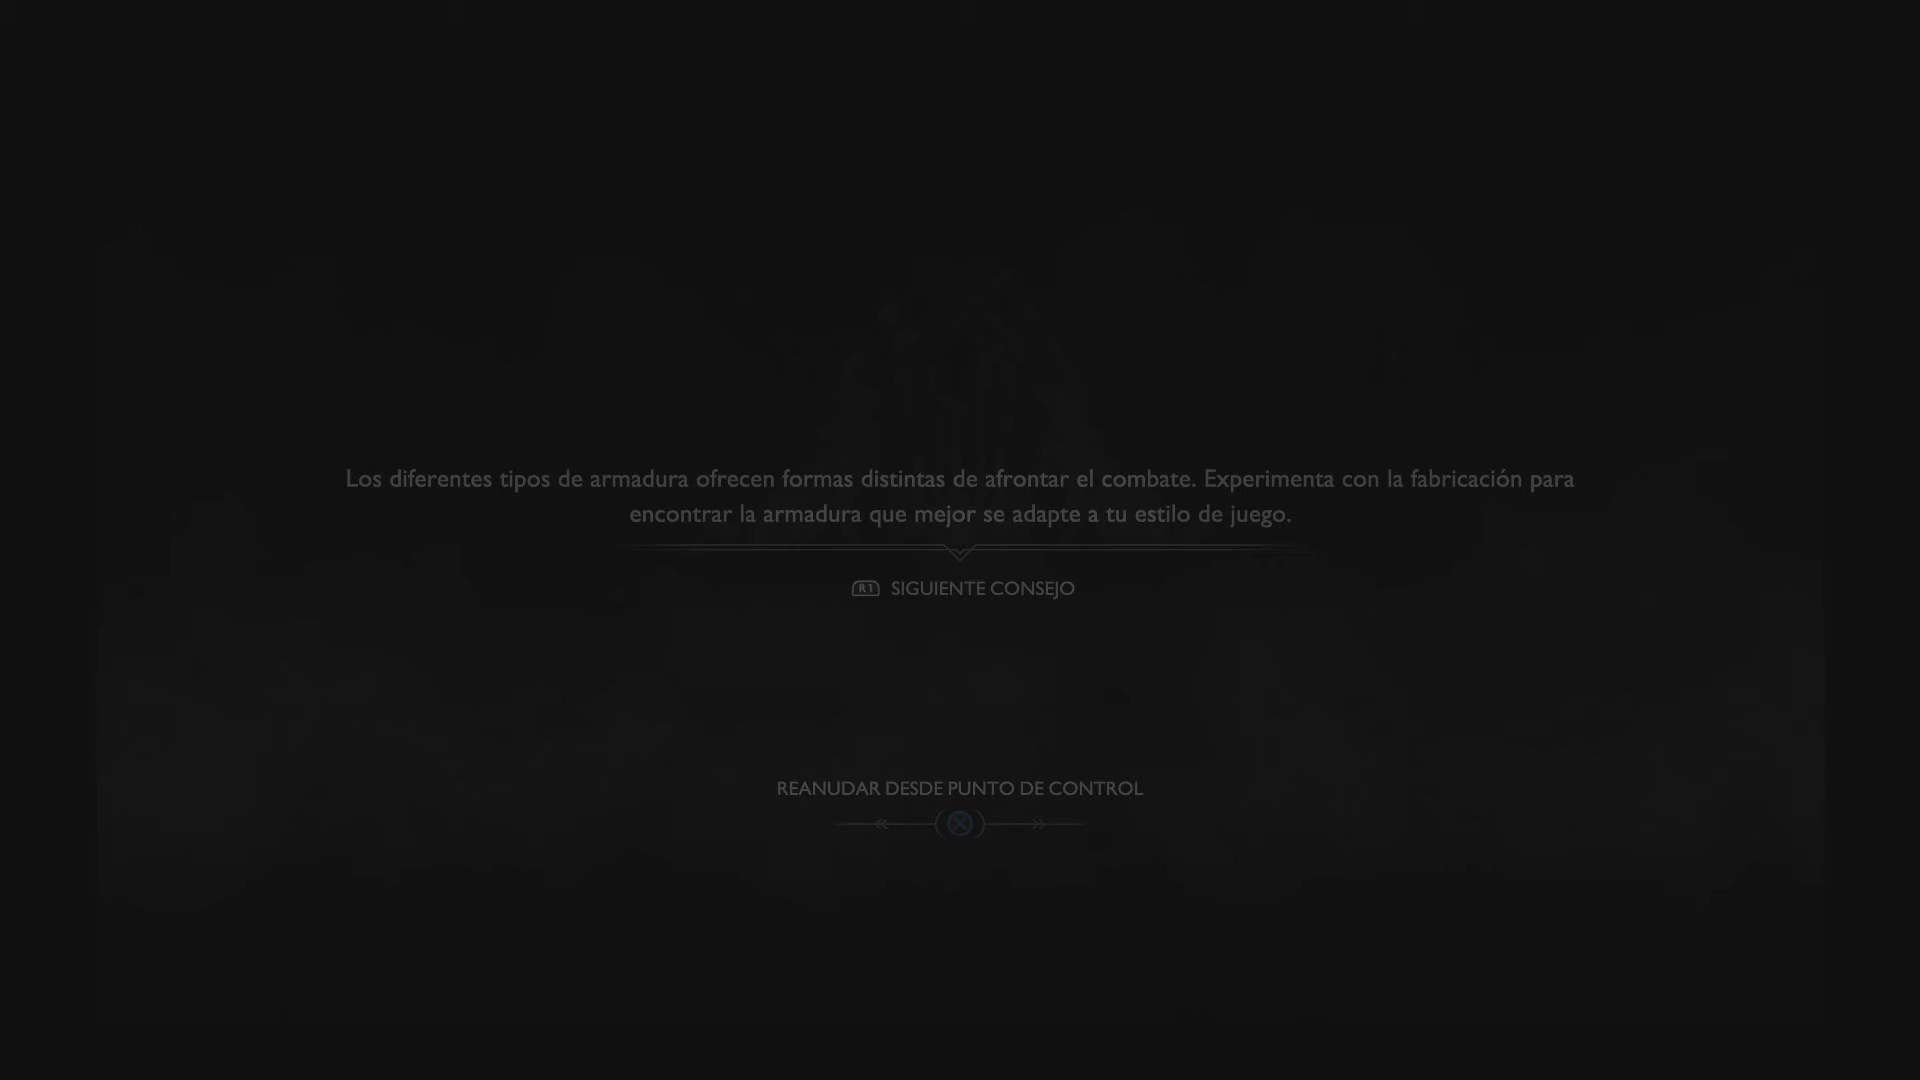 Los diferentes tipos de armadura ofrecen formas distintas de afrontar el combate. Experimenta con la fabricación para
encontrar la armadura que mejor se adapte a tu estilo de juego.
R1 SIGUIENTE CONSEJO
REANUDAR DESDE PUNTO DE CONTROL